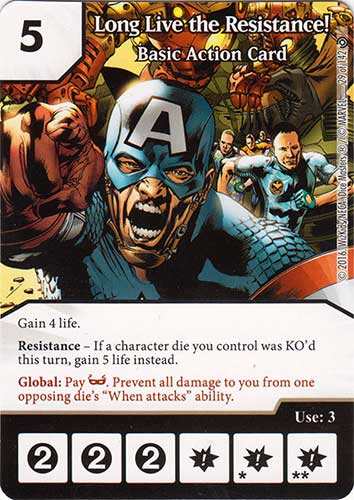 5
Long Live the Resistance!
Basic Action Card
Gain 4 life.
Resistance – If a character die you control was KO'd
this turn, gain 5 life instead.
Global: Pay . Prevent all damage to you from one
opposing die's "When attacks" ability.
Use: 3
2 2 2 ! ! !
* **
A